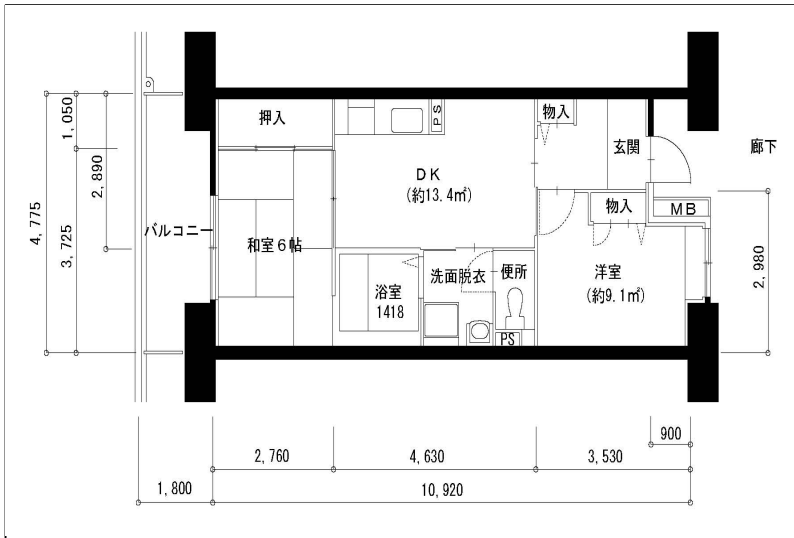 押入
PS
物入
玄関
廊下
DK
(約13.4㎡)
物入
MB
バルコニー
和室6帖
洗面脱衣
便所
洋室
(約9.1㎡)
浴室
1418
PS
1,050
2,890
4,775
3,725
2,980
900
2,760
4,630
3,530
1,800
10,920